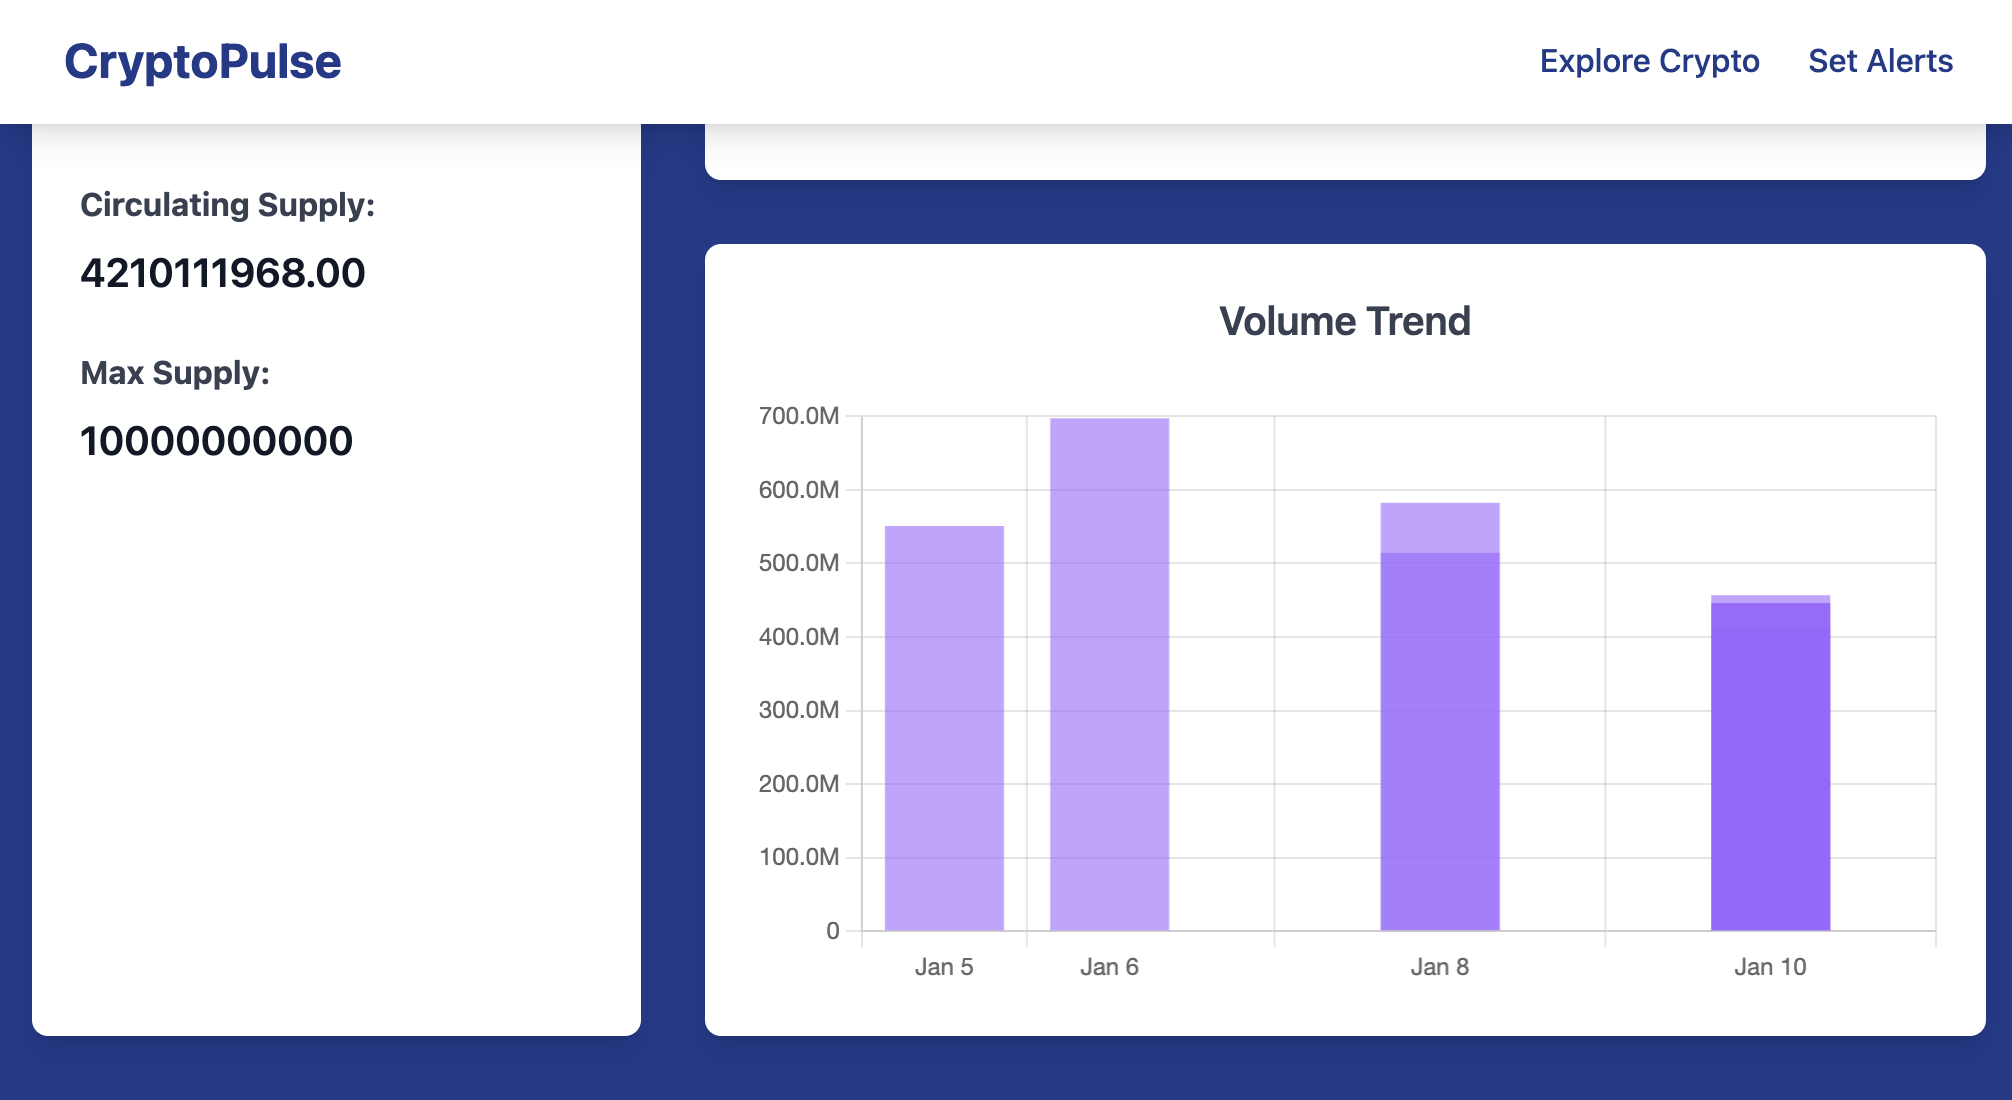 CryptoPulse
Explore Crypto
Set Alerts
Circulating Supply:
4210111968.00
Max Supply:
10000000000
Volume Trend
700.0M
600.0M
500.0M
400.0M
300.0M
200.0M
100.0M
0
Jan 5
Jan 6
Jan 8
Jan 10